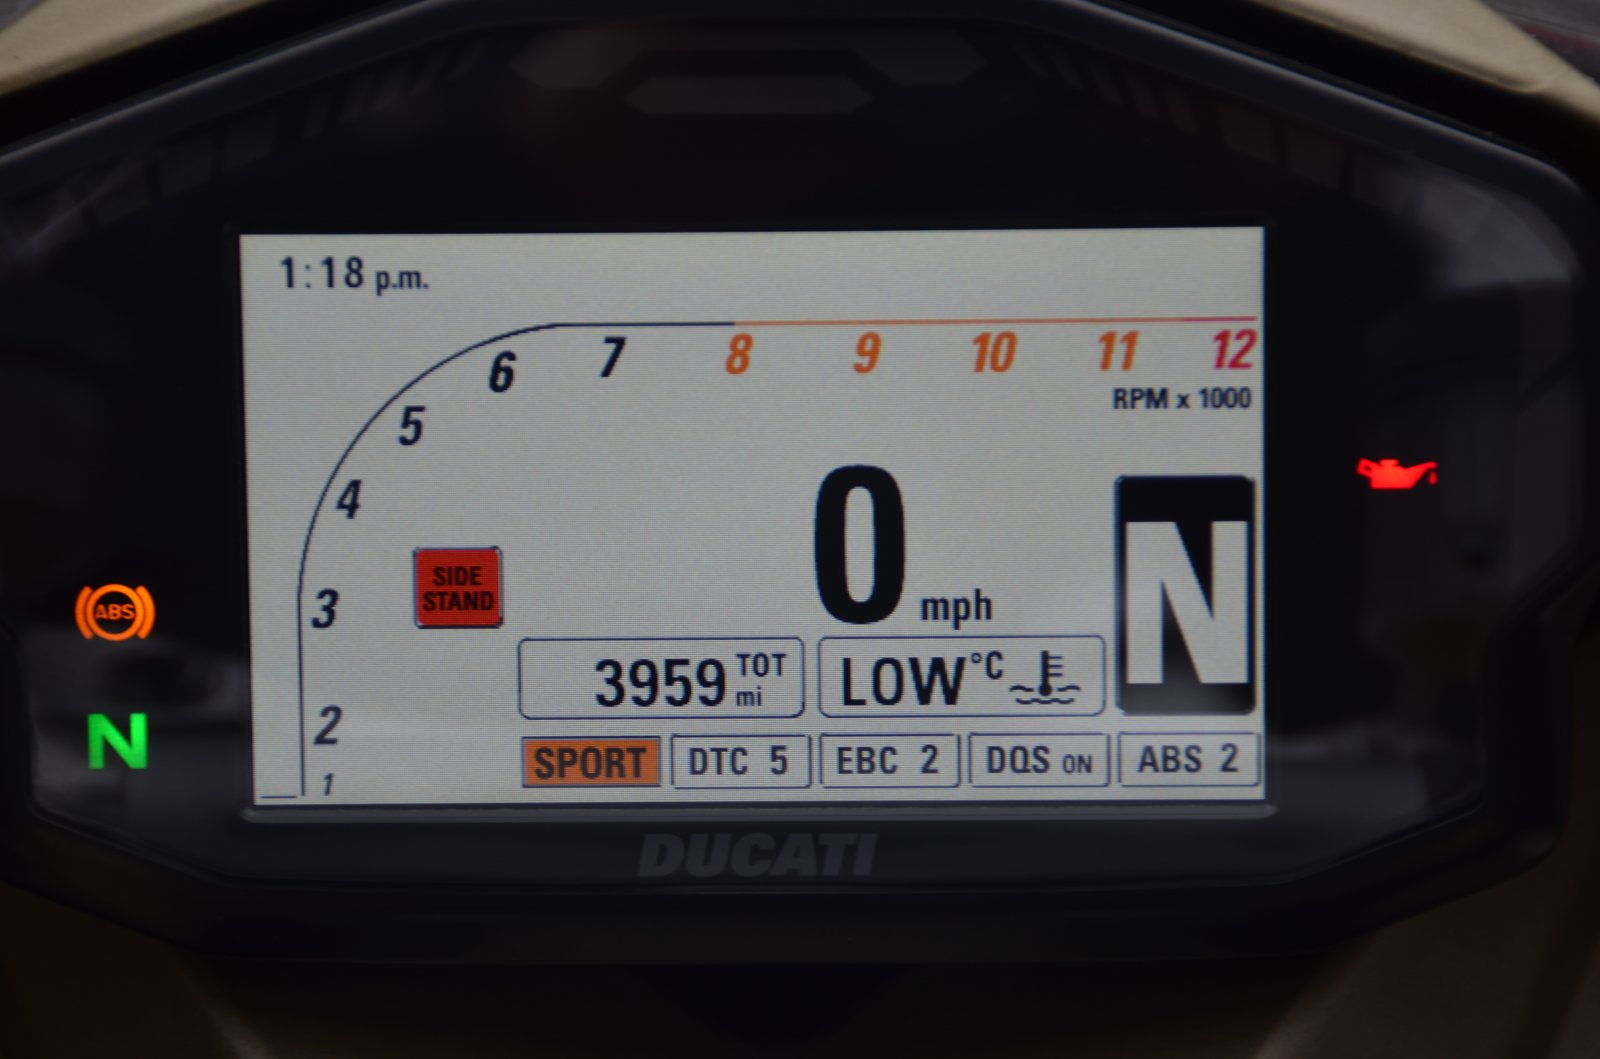 1:18 p.m.
1 2 3 4 5 6 7 8 9 10 11 12
RPM x 1000
0 mph
N
SIDE
STAND
ABS
N
3959 TOT mi
LOW °C
SPORT DTC 5 EBC 2 DQS ON ABS 2
DUCATI